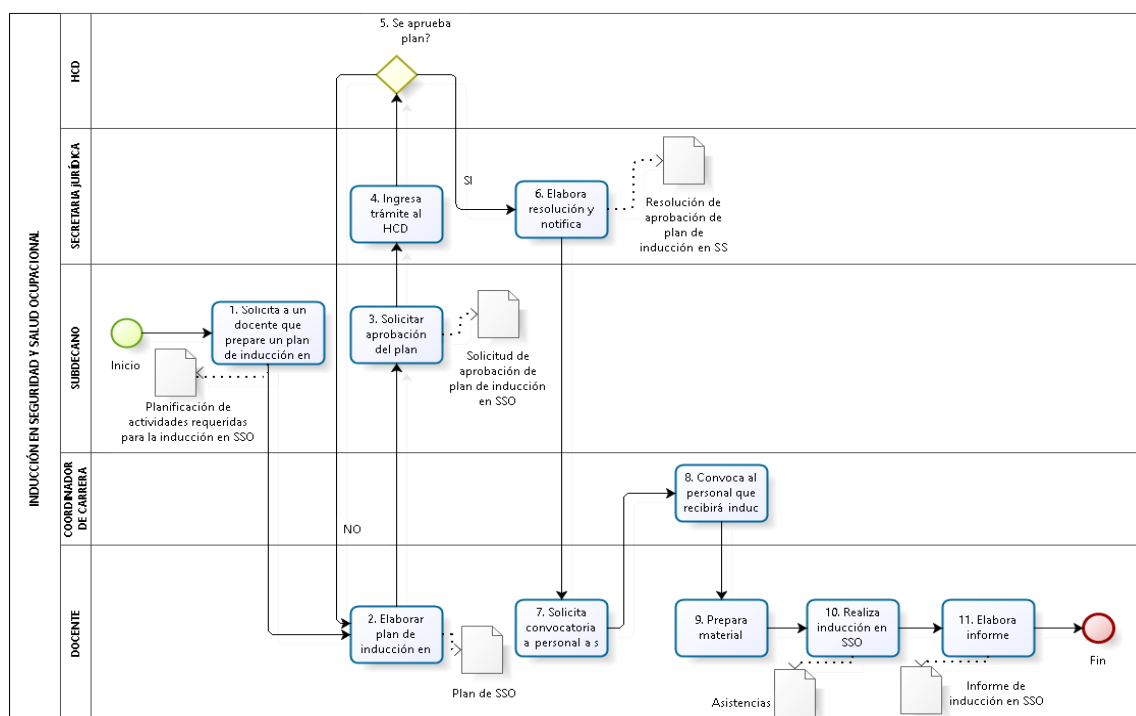 INDUCCIÓN EN SEGURIDAD Y SALUD OCUPACIONAL
HCD
5. Se aprueba
plan?
SECRETARIA jURÍDICA
4. Ingresa
trámite al
HCD
SI
6. Elabora
resolución y
notifica
Resolución de
aprobación de
plan de
inducción en SS
SUBDECANO
Inicio
1. Solicita a un
docente que
prepare un plan
de inducción en
Planificación de
actividades requeridas
para la inducción en SSO
3. Solicitar
aprobación
del plan
Solicitud de
aprobación de
plan de inducción
en SSO
COORDINADOR
DE CARRERA
NO
8. Convoca al
personal que
recibirá induc
DOCENTE
2. Elaborar
plan de
inducción en
Plan de SSO
7. Solicita
convocatoria
a personal a s
9. Prepara
material
10. Realiza
inducción en
SSO
Asistencias
11. Elabora
informe
Informe de
inducción en SSO
Fin